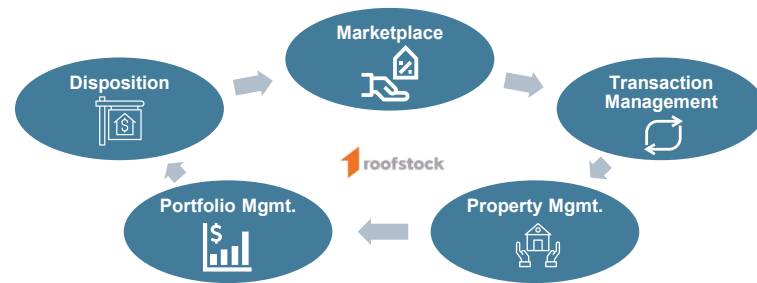 Marketplace
Disposition
Transaction
Management
roofstock
Portfolio Mgmt.
Property Mgmt.
$
$
%